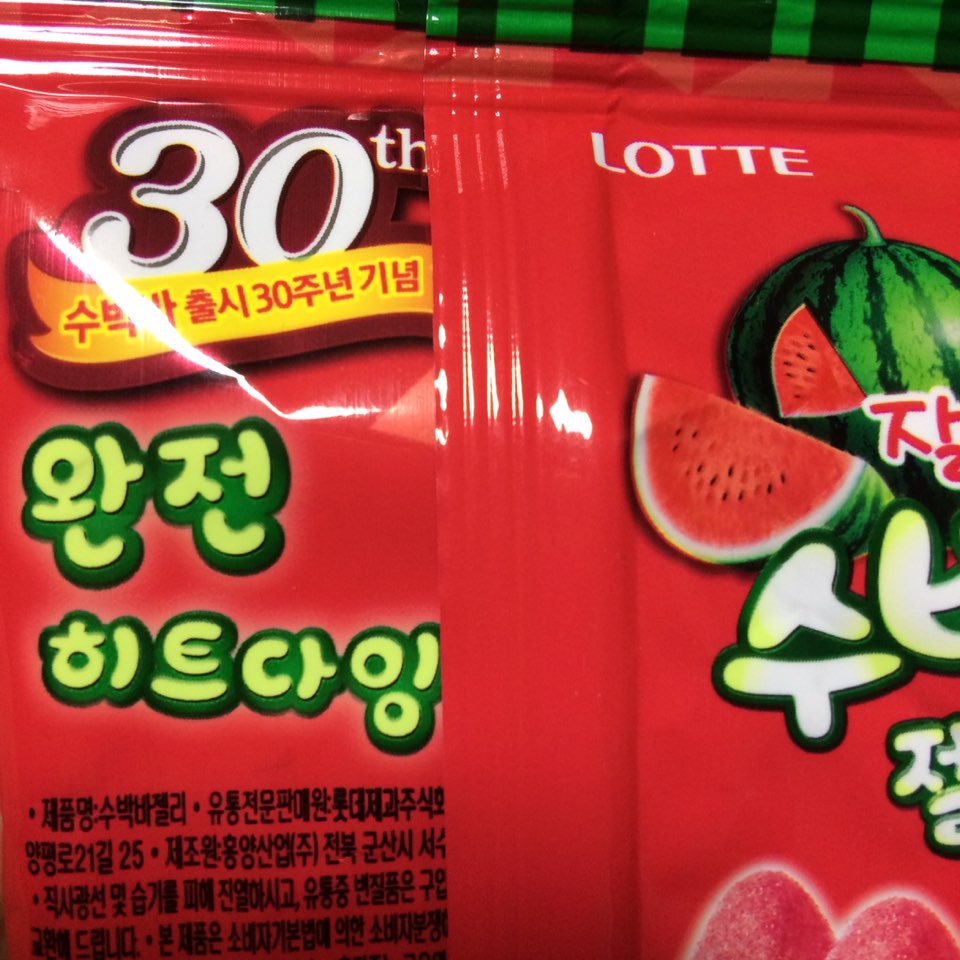 30th
수박바 출시 30주년 기념
완전
히트다잉
• 제품명:수박바젤리 • 유통전문판매원:롯데제과주식회
양평로21길 25 • 제조원:홍양산업(주) 전북 군산시 서수
• 직사광선 및 습기를 피해 진열하시고, 유통중 변질품은 구입
교환해 드립니다. • 본 제품은 소비자기본법에 의한 소비자분쟁
LOTTE
잘
수
젤